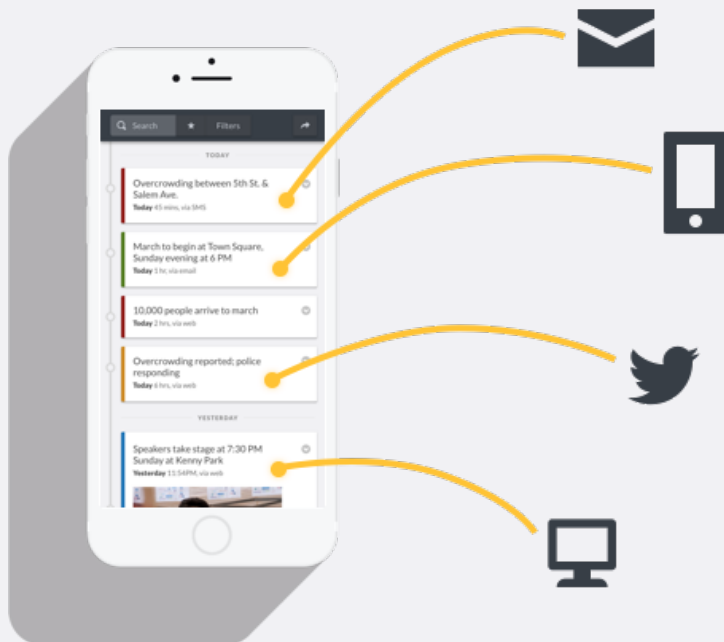 Search
Filters
TODAY
Overcrowding between 5th St. &
Salem Ave.
Today 45 mins, via SMS
March to begin at Town Square,
Sunday evening at 6 PM
Today 1 hr, via email
10,000 people arrive to march
Today 2 hrs, via web
Overcrowding reported; police
responding
Today 6 hrs, via web
YESTERDAY
Speakers take stage at 7:30 PM
Sunday at Kenny Park
Yesterday 11:54PM, via web